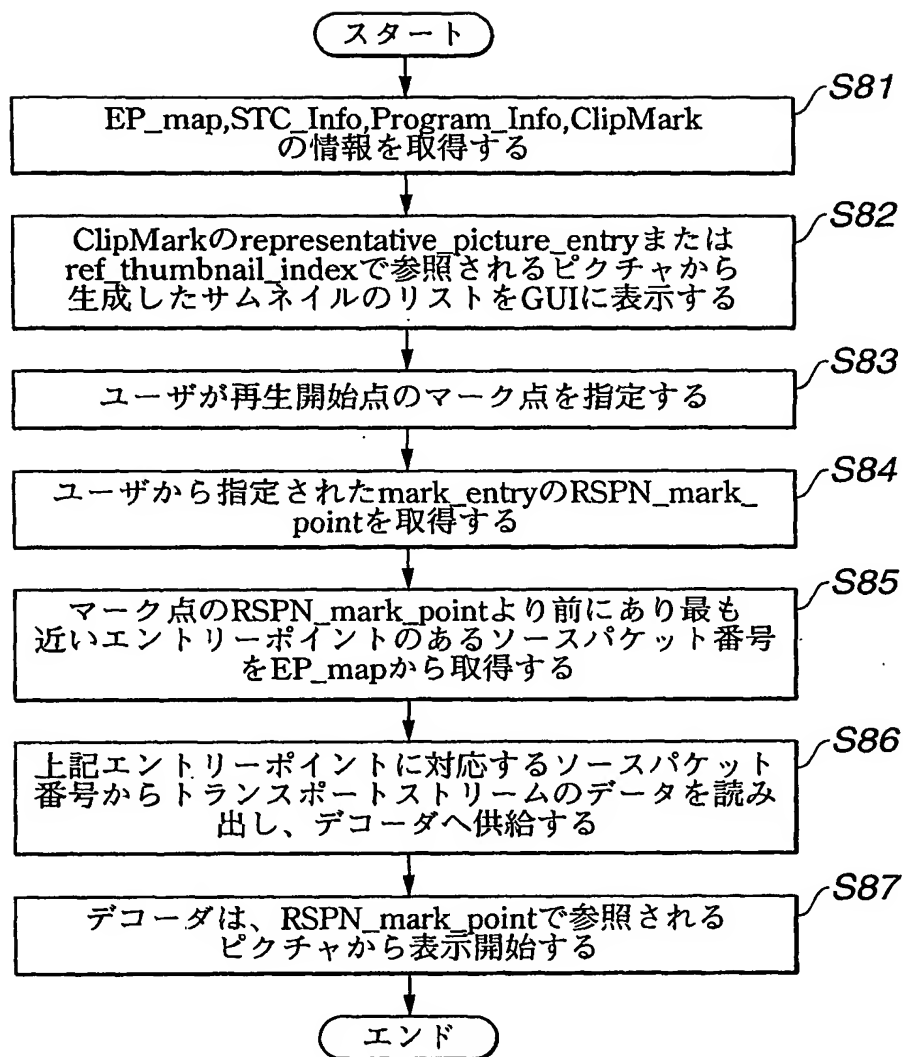 スタート
S81
EP_map,STC_Info,Program_Info,ClipMark
の情報を取得する
S82
ClipMarkのrepresentative_picture_entryまたは
ref_thumbnail_indexで参照されるピクチャから
生成したサムネイルのリストをGUIに表示する
S83
ユーザが再生開始点のマーク点を指定する
S84
ユーザから指定されたmark_entryのRSPN_mark_
pointを取得する
S85
マーク点のRSPN_mark_pointより前にあり最も
近いエントリーポイントのあるソースパケット番号
をEP_mapから取得する
S86
上記エントリーポイントに対応するソースパケット
番号からトランスポートストリームのデータを読み
出し、デコーダへ供給する
S87
デコーダは、RSPN_mark_pointで参照される
ピクチャから表示開始する
エンド